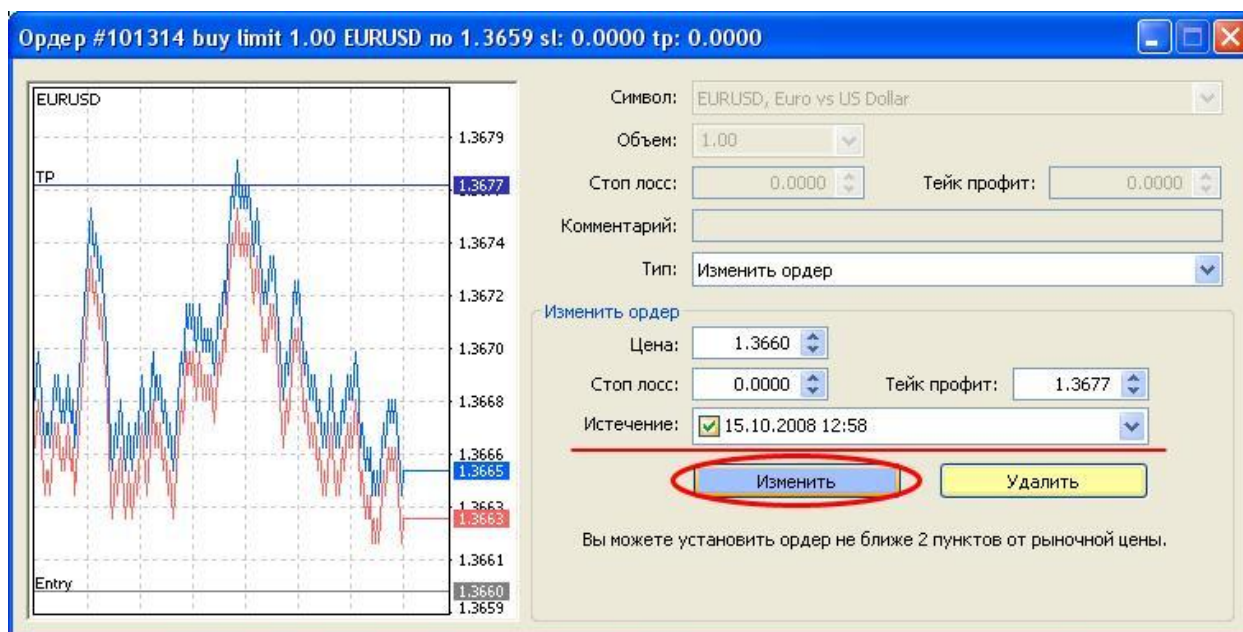 Ордер #101314 buy limit 1.00 EURUSD по 1.3659 sl: 0.0000 tp: 0.0000
EURUSD
1.3679
TP
1.3677
1.3674
1.3672
1.3670
1.3668
1.3666
1.3665
1.3663
1.3663
1.3661
Entry
1.3660
1.3659
Символ: EURUSD, Euro vs US Dollar
Объем: 1.00
Стоп лосс: 0.0000 Тейк профит: 0.0000
Комментарий:
Тип: Изменить ордер
Изменить ордер
Цена: 1.3660
Стоп лосс: 0.0000 Тейк профит: 1.3677
Истечение: 15.10.2008 12:58
Изменить Удалить
Вы можете установить ордер не ближе 2 пунктов от рыночной цены.